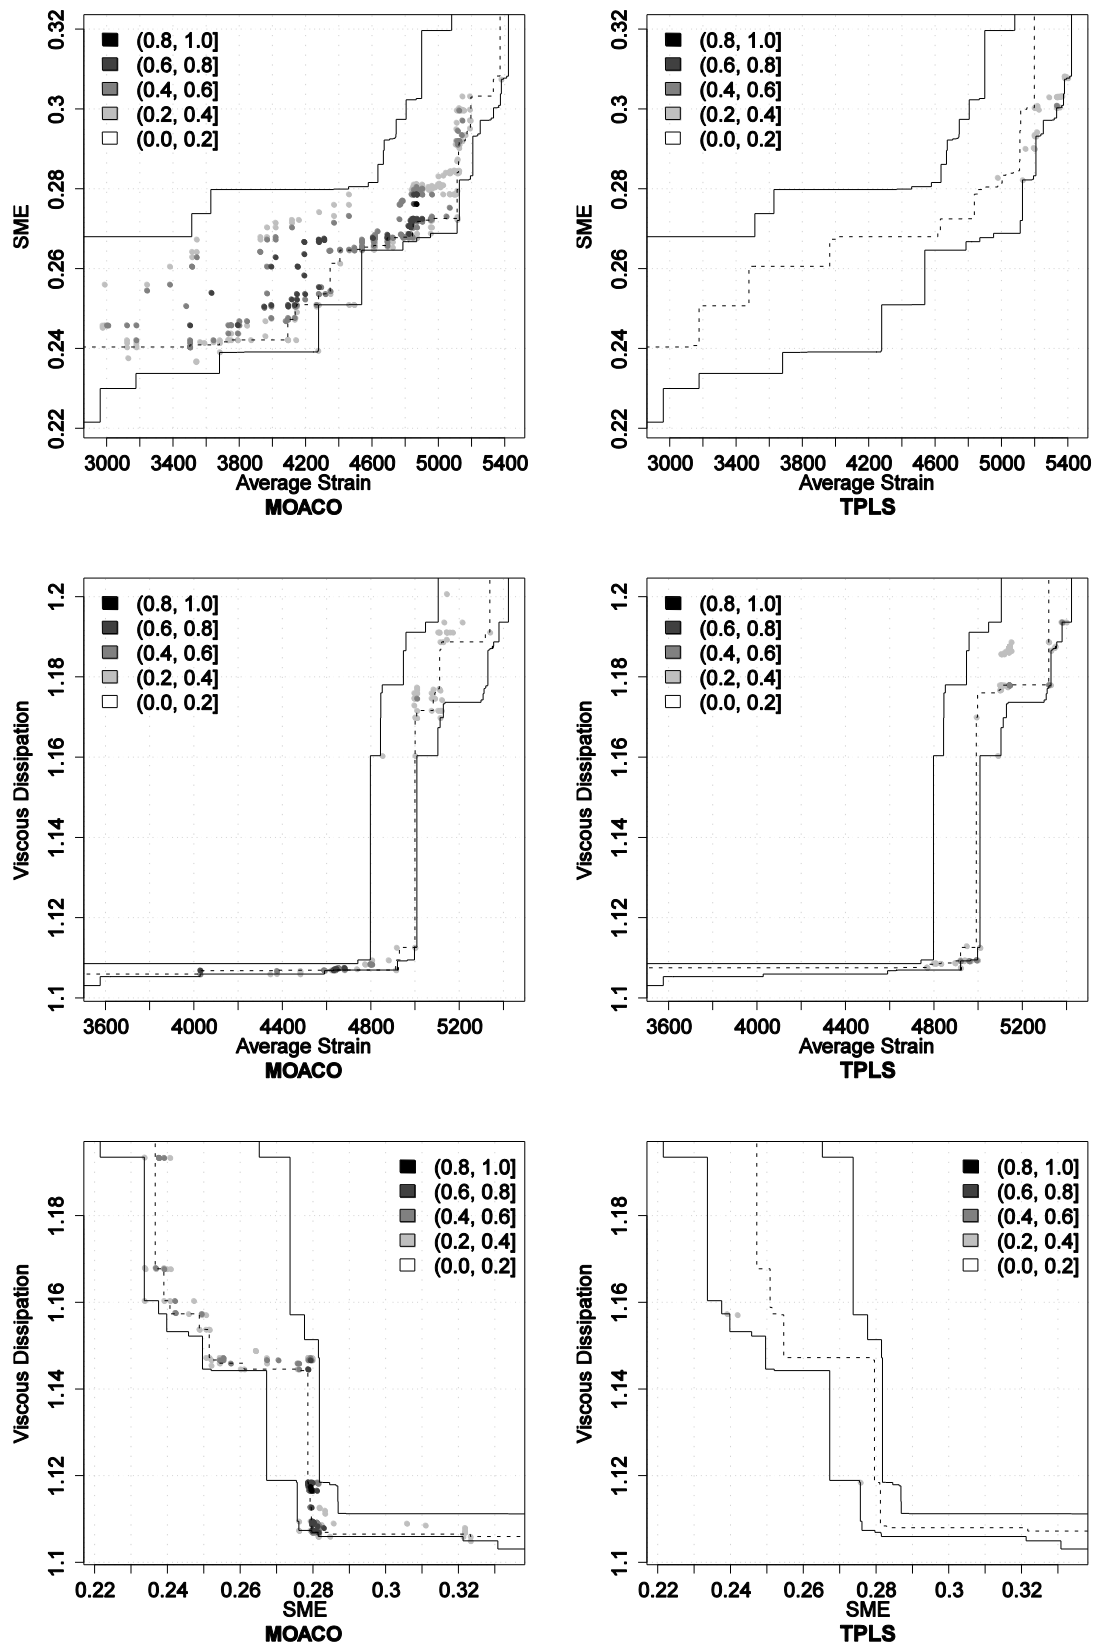 SME
0.22 0.24 0.26 0.28 0.3 0.32
(0.8, 1.0]
(0.6, 0.8]
(0.4, 0.6]
(0.2, 0.4]
(0.0, 0.2]
3000 3400 3800 4200 4600 5000 5400
Average Strain
MOACO
SME
0.22 0.24 0.26 0.28 0.3 0.32
(0.8, 1.0]
(0.6, 0.8]
(0.4, 0.6]
(0.2, 0.4]
(0.0, 0.2]
3000 3400 3800 4200 4600 5000 5400
Average Strain
TPLS
Viscous Dissipation
1.1 1.12 1.14 1.16 1.18 1.2
(0.8, 1.0]
(0.6, 0.8]
(0.4, 0.6]
(0.2, 0.4]
(0.0, 0.2]
3600 4000 4400 4800 5200
Average Strain
MOACO
Viscous Dissipation
1.1 1.12 1.14 1.16 1.18 1.2
(0.8, 1.0]
(0.6, 0.8]
(0.4, 0.6]
(0.2, 0.4]
(0.0, 0.2]
3600 4000 4400 4800 5200
Average Strain
TPLS
Viscous Dissipation
1.1 1.12 1.14 1.16 1.18
(0.8, 1.0]
(0.6, 0.8]
(0.4, 0.6]
(0.2, 0.4]
(0.0, 0.2]
0.22 0.24 0.26 0.28 0.3 0.32
SME
MOACO
Viscous Dissipation
1.1 1.12 1.14 1.16 1.18
(0.8, 1.0]
(0.6, 0.8]
(0.4, 0.6]
(0.2, 0.4]
(0.0, 0.2]
0.22 0.24 0.26 0.28 0.3 0.32
SME
TPLS